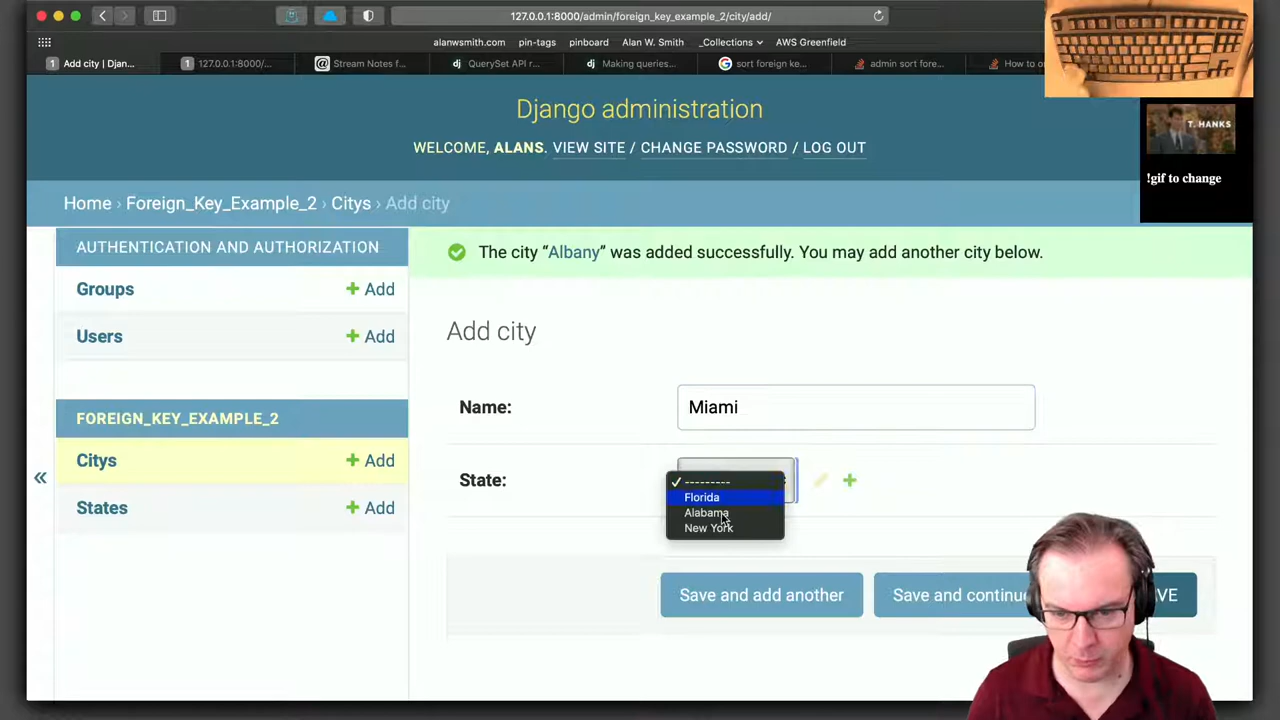 127.0.0.1:8000/admin/foreign_key_example_2/city/add/
alanwsmith.com pin-tags pinboard Alan W. Smith _Collections AWS Greenfield
1 Add city | Djan...
1 127.0.0.1:8000/...
Stream Notes f...
dj QuerySet API r...
dj Making queries...
sort foreign ke...
admin sort fore...
How to o
T. HANKS
!gif to change
Django administration
WELCOME, ALANS. VIEW SITE / CHANGE PASSWORD / LOG OUT
Home › Foreign_Key_Example_2 › Citys › Add city
AUTHENTICATION AND AUTHORIZATION
Groups + Add
Users + Add
FOREIGN_KEY_EXAMPLE_2
Citys + Add
States + Add
«
The city “Albany” was added successfully. You may add another city below.
Add city
Name: Miami
State:
✓ ---------
Florida
Alabama
New York
Save and add another
Save and continu
VE